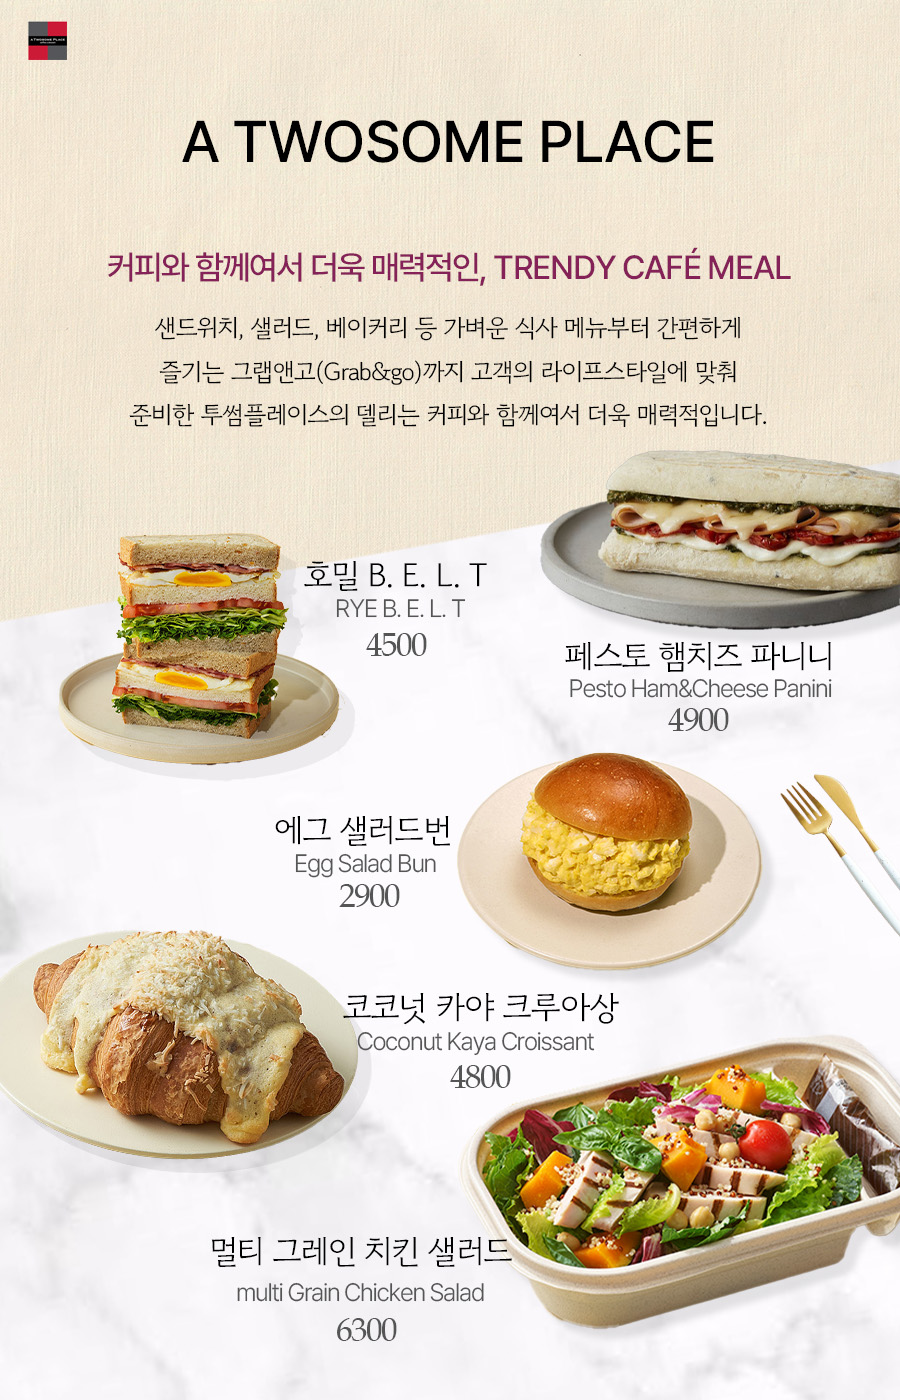 A TWOSOME PLACE
A TWOSOME PLACE
커피와 함께여서 더욱 매력적인, TRENDY CAFÉ MEAL
샌드위치, 샐러드, 베이커리 등 가벼운 식사 메뉴부터 간편하게
즐기는 그랩앤고(Grab&go)까지 고객의 라이프스타일에 맞춰
준비한 투썸플레이스의 델리는 커피와 함께여서 더욱 매력적입니다.
호밀 B. E. L. T
RYE B. E. L. T
4500
페스토 햄치즈 파니니
Pesto Ham&Cheese Panini
4900
에그 샐러드번
Egg Salad Bun
2900
코코넛 카야 크루아상
Coconut Kaya Croissant
4800
멀티 그레인 치킨 샐러드
multi Grain Chicken Salad
6300